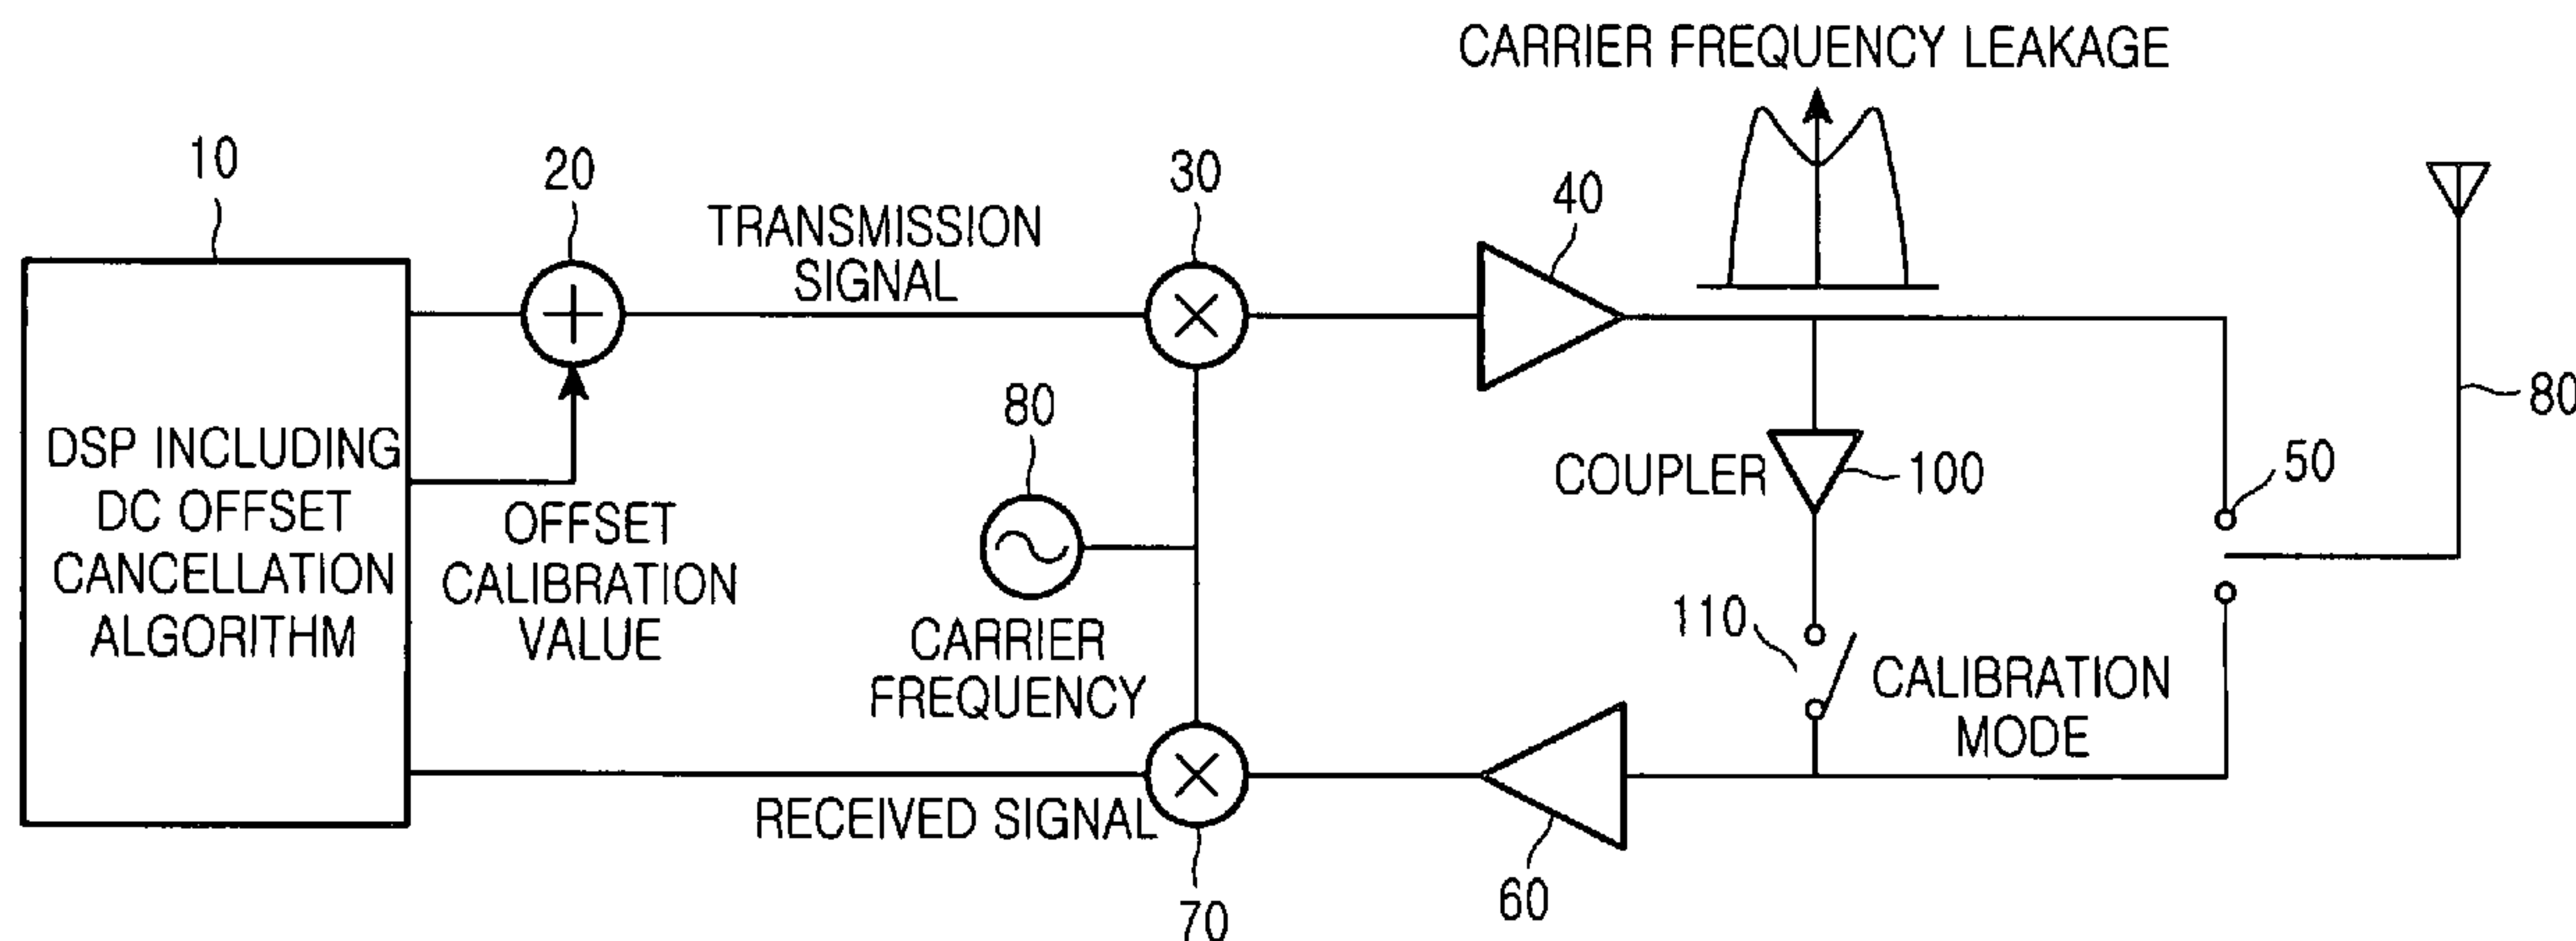 CARRIER FREQUENCY LEAKAGE
10
20
30
40
TRANSMISSION
SIGNAL
80
80
COUPLER
100
50
DSP INCLUDING
DC OFFSET
CANCELLATION
ALGORITHM
OFFSET
CALIBRATION
VALUE
CARRIER
FREQUENCY
110
CALIBRATION
MODE
RECEIVED SIGNAL
70
60